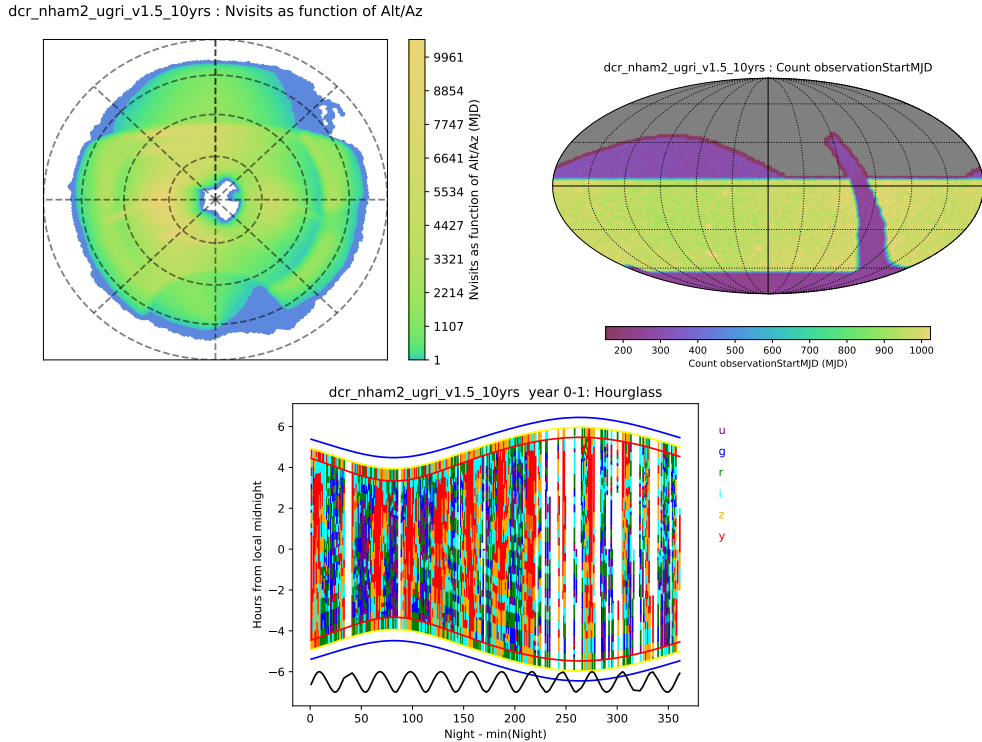 dcr_nham2_ugri_v1.5_10yrs : Nvisits as function of Alt/Az
9961
8854
7747
6641
5534
4427
3321
2214
1107
1
Nvisits as function of Alt/Az (MJD)
dcr_nham2_ugri_v1.5_10yrs : Count observationStartMJD
200 300 400 500 600 700 800 900 1000
Count observationStartMJD (MJD)
dcr_nham2_ugri_v1.5_10yrs year 0-1: Hourglass
Hours from local midnight
6
4
2
0
−2
−4
−6
0 50 100 150 200 250 300 350
Night - min(Night)
u
g
r
i
z
y